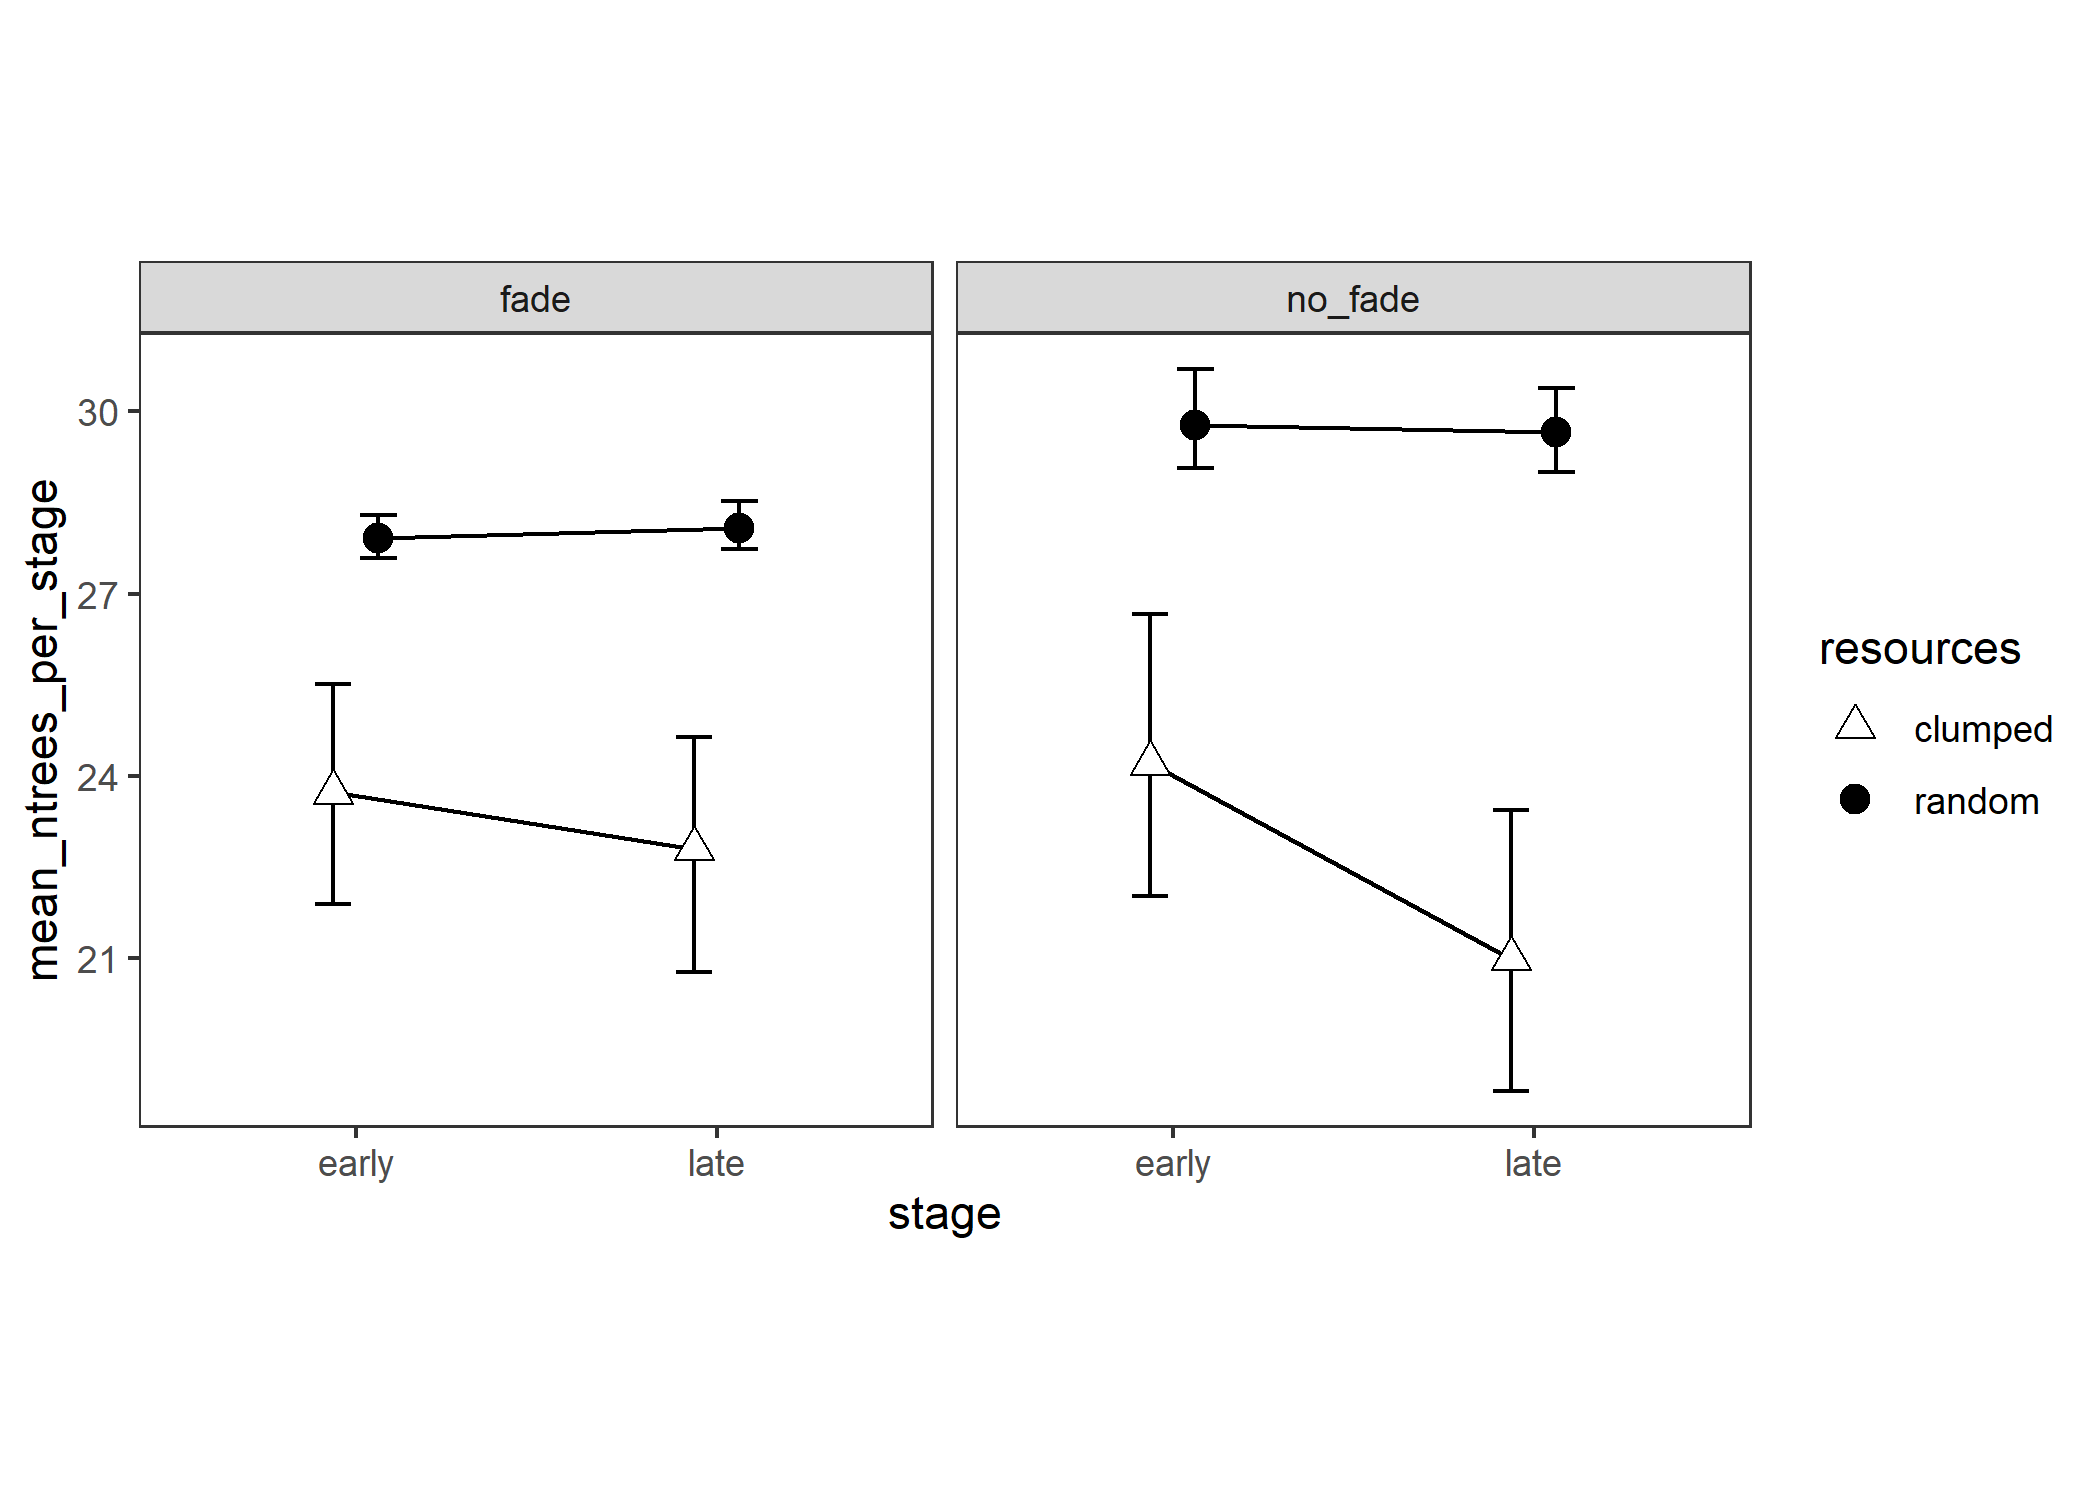 fade
no_fade
mean_ntrees_per_stage
30
27
24
21
early
late
early
late
stage
resources
clumped
random